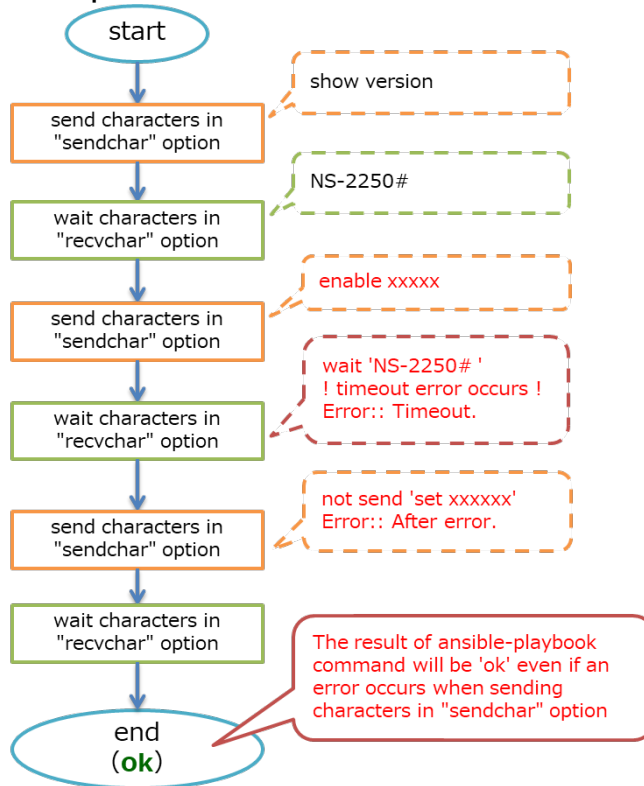 start
show version
send characters in
"sendchar" option
NS-2250#
wait characters in
"recvchar" option
enable xxxxx
send characters in
"sendchar" option
wait 'NS-2250# '
! timeout error occurs !
Error:: Timeout.
wait characters in
"recvchar" option
not send 'set xxxxxx'
Error:: After error.
send characters in
"sendchar" option
wait characters in
"recvchar" option
The result of ansible-playbook
command will be 'ok' even if an
error occurs when sending
characters in "sendchar" option
end
(ok)